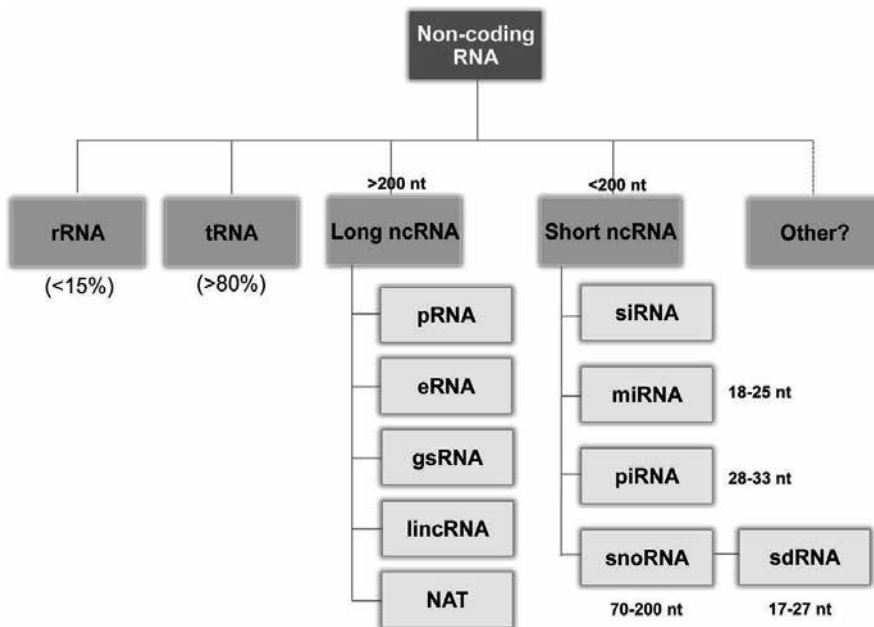 Non-coding
RNA
>200 nt
<200 nt
rRNA
tRNA
Long ncRNA
Short ncRNA
Other?
(<15%)
(>80%)
pRNA
eRNA
gsRNA
lincRNA
NAT
siRNA
miRNA
18-25 nt
piRNA
28-33 nt
snoRNA
sdRNA
70-200 nt
17-27 nt